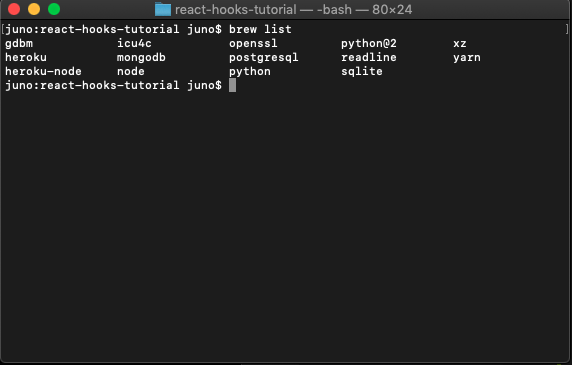 react-hooks-tutorial — -bash — 80×24
[juno:react-hooks-tutorial juno$ brew list ]
gdbm icu4c openssl python@2 xz
heroku mongodb postgresql readline yarn
heroku-node node python sqlite
juno:react-hooks-tutorial juno$